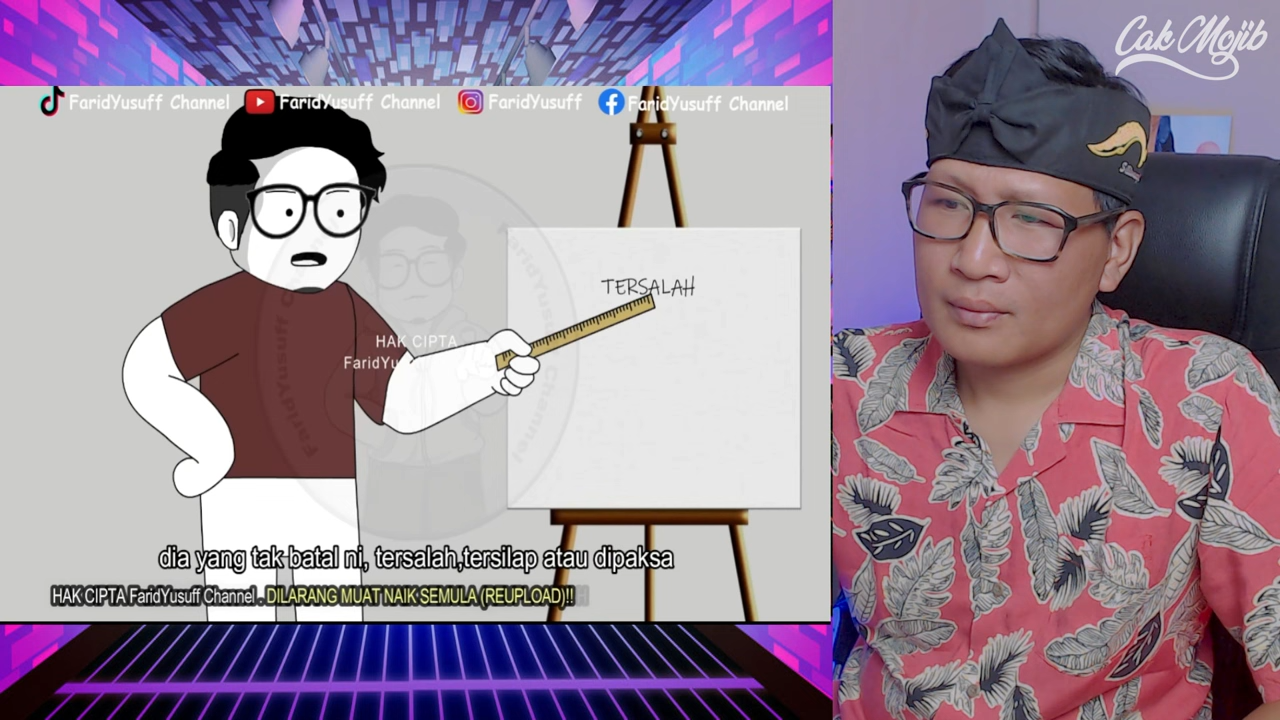 FaridYusuff Channel
FaridYusuff Channel
FaridYusuff
FaridYusuff Channel
Cak Mojib
TERSALAH
HAK CIPTA
FaridYu
dia yang tak batal ni, tersalah,tersilap atau dipaksa
HAK CIPTA FaridYusuff Channel . DILARANG MUAT NAIK SEMULA (REUPLOAD)!!